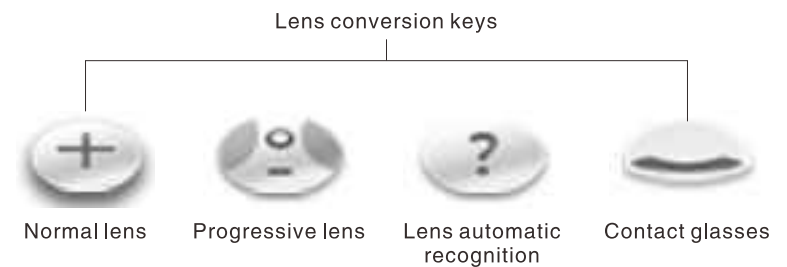 Lens conversion keys
?
Normal lens
Progressive lens
Lens automatic
recognition
Contact glasses